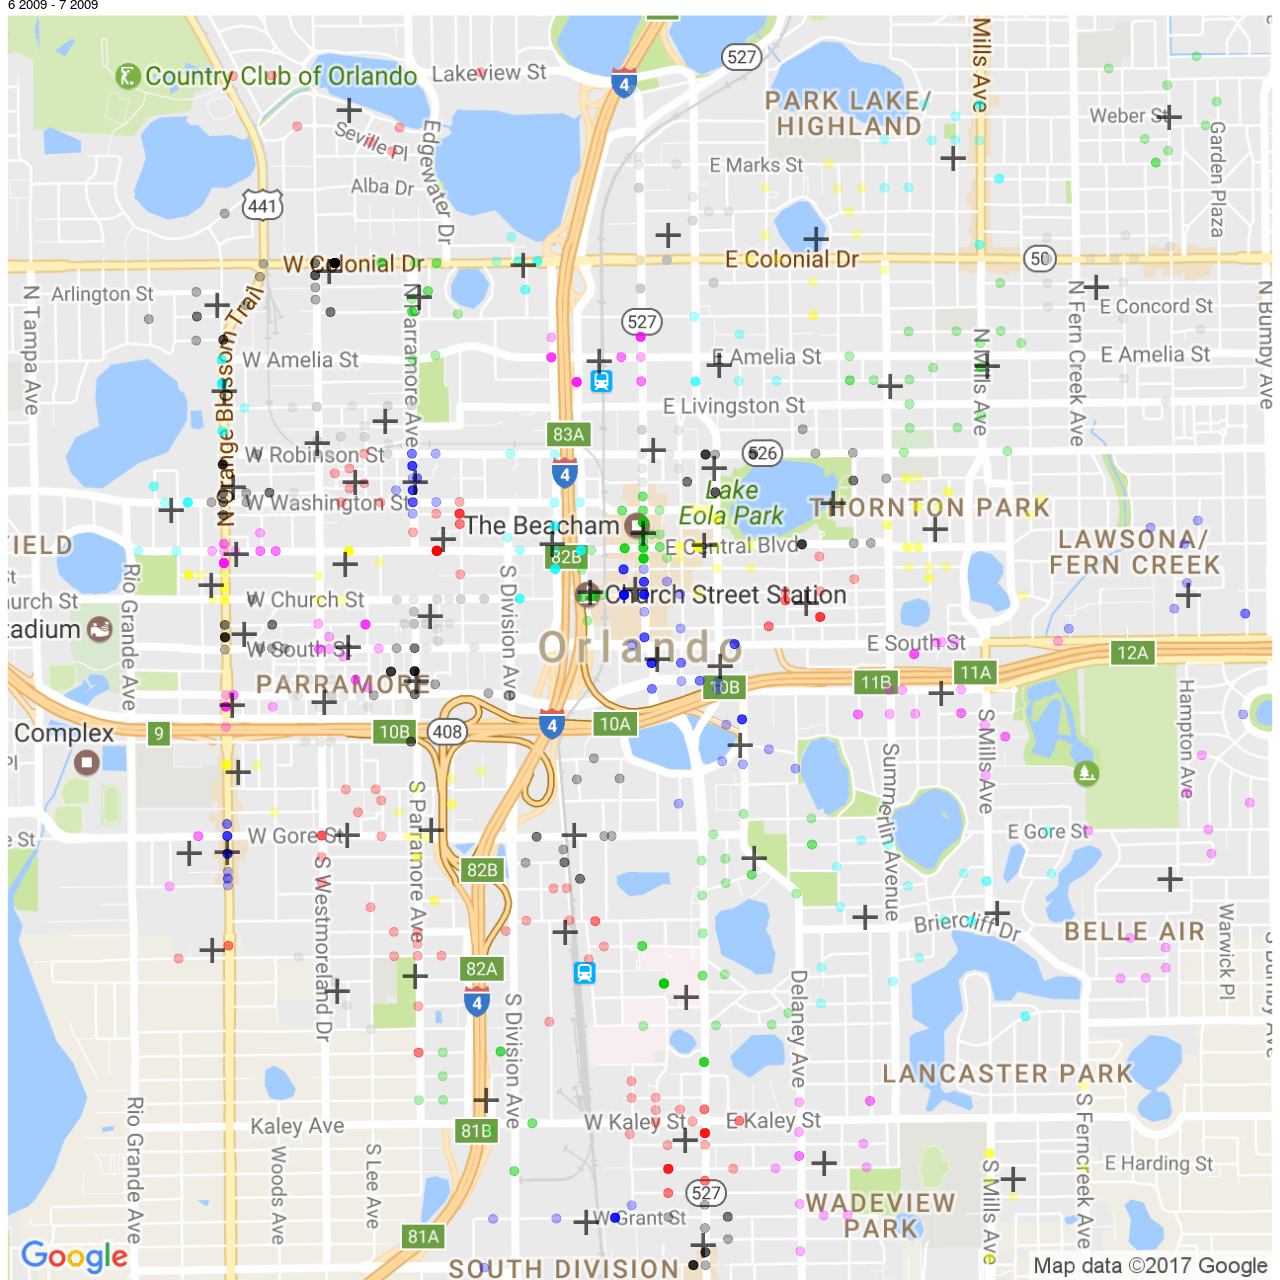 6 2009 - 7 2009
Country Club of Orlando
Lakeview St
4
527
Mills Ave
PARK LAKE/
HIGHLAND
Weber St
Garden Plaza
Seville Pl
Edgewater Dr
E Marks St
Alba Dr
441
W Colonial Dr
E Colonial Dr
50
N Tampa Ave
Arlington St
N Orange Blossom Trail
N Parramore Ave
527
N Fern Creek Ave
E Concord St
N Bumby Ave
W Amelia St
E Amelia St
N Mills Ave
E Amelia St
E Livingston St
83A
W Robinson St
526
4
W Washington St
Lake
Eola Park
THORNTON PARK
The Beacham
FIELD
82B
E Central Blvd
LAWSONA/
FERN CREEK
Rio Grande Ave
S Division Ave
W Church St
Church Street Station
Orlando
W South St
E South St
12A
11A
11B
PARRAMORE
10B
Hampton Ave
9
10B
408
4
10A
S Mills Ave
Complex
Summerlin Avenue
S Parramore Ave
W Gore St
E Gore St
S Westmoreland Dr
82B
Briercliff Dr
BELLE AIR
Warwick Pl
82A
4
S Division Ave
Delaney Ave
LANCASTER PARK
Rio Grande Ave
Kaley Ave
81B
W Kaley St
E Kaley St
S Ferncreek Ave
Woods Ave
S Lee Ave
E Harding St
S Mills Ave
527
WADEVIEW
PARK
W Grant St
81A
SOUTH DIVISION
Google
Map data ©2017 Google